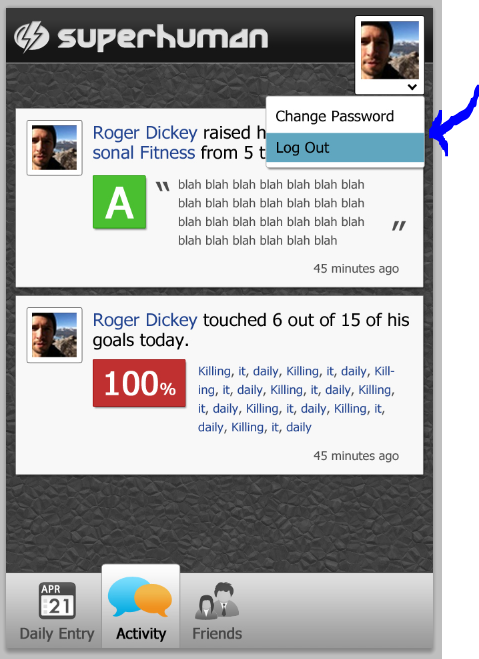 superhuman
Change Password
Log Out
Roger Dickey raised h
sonal Fitness from 5 t
A
“ blah blah blah blah blah blah blah
blah blah blah blah blah blah blah
blah blah blah blah blah blah blah
blah blah blah blah blah blah ”
45 minutes ago
Roger Dickey touched 6 out of 15 of his
goals today.
100%
Killing, it, daily, Killing, it, daily, Kill-
ing, it, daily, Killing, it, daily, Killing,
it, daily, Killing, it, daily, Killing, it,
daily, Killing, it, daily
45 minutes ago
APR
21
Daily Entry
Activity
Friends